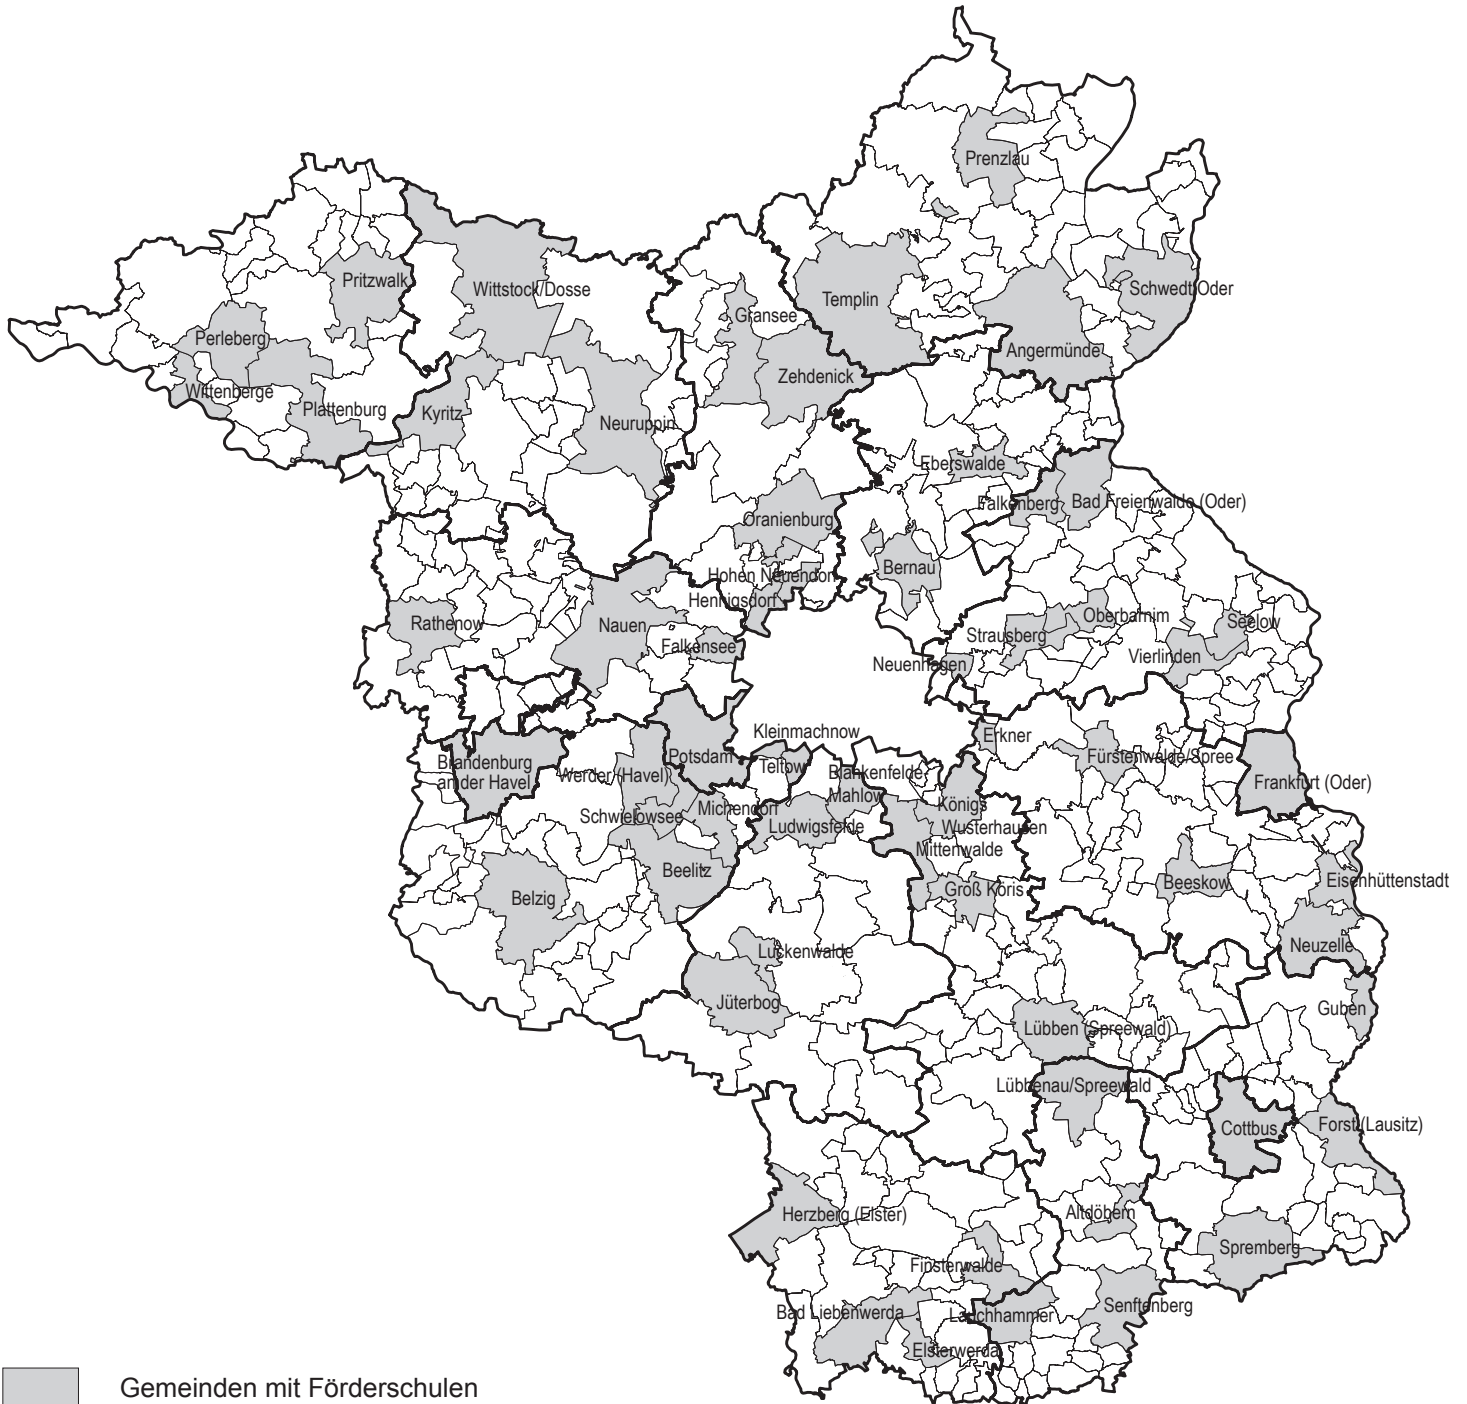 Prenzlau
Pritzwalk
Wittstock/Dosse
Schwedt/Oder
Templin
Gransee
Perleberg
Angermünde
Zehdenick
Wittenberge
Plattenburg
Kyritz
Neuruppin
Eberswalde
Falkenberg
Bad Freienwalde (Oder)
Oranienburg
Bernau
Hohen Neuendorf
Hennigsdorf
Rathenow
Nauen
Oberbarnim
Seelow
Strausberg
Falkensee
Vierlinden
Neuenhagen
Kleinmachnow
Erkner
Potsdam
Fürstenwalde/Spree
Brandenburg
an der Havel
Teltow
Werder (Havel)
Blankenfelde-
Mahlow
Frankfurt (Oder)
Michendorf
Königs
Wusterhausen
Schwielowsee
Ludwigsfelde
Mittenwalde
Beelitz
Beeskow
Eisenhüttenstadt
Groß Köris
Belzig
Neuzelle
Luckenwalde
Jüterbog
Guben
Lübben (Spreewald)
Lübbenau/Spreewald
Cottbus
Forst (Lausitz)
Herzberg (Elster)
Altdöbern
Spremberg
Finsterwalde
Bad Liebenwerda
Lauchhammer
Senftenberg
Elsterwerda
Gemeinden mit Förderschulen